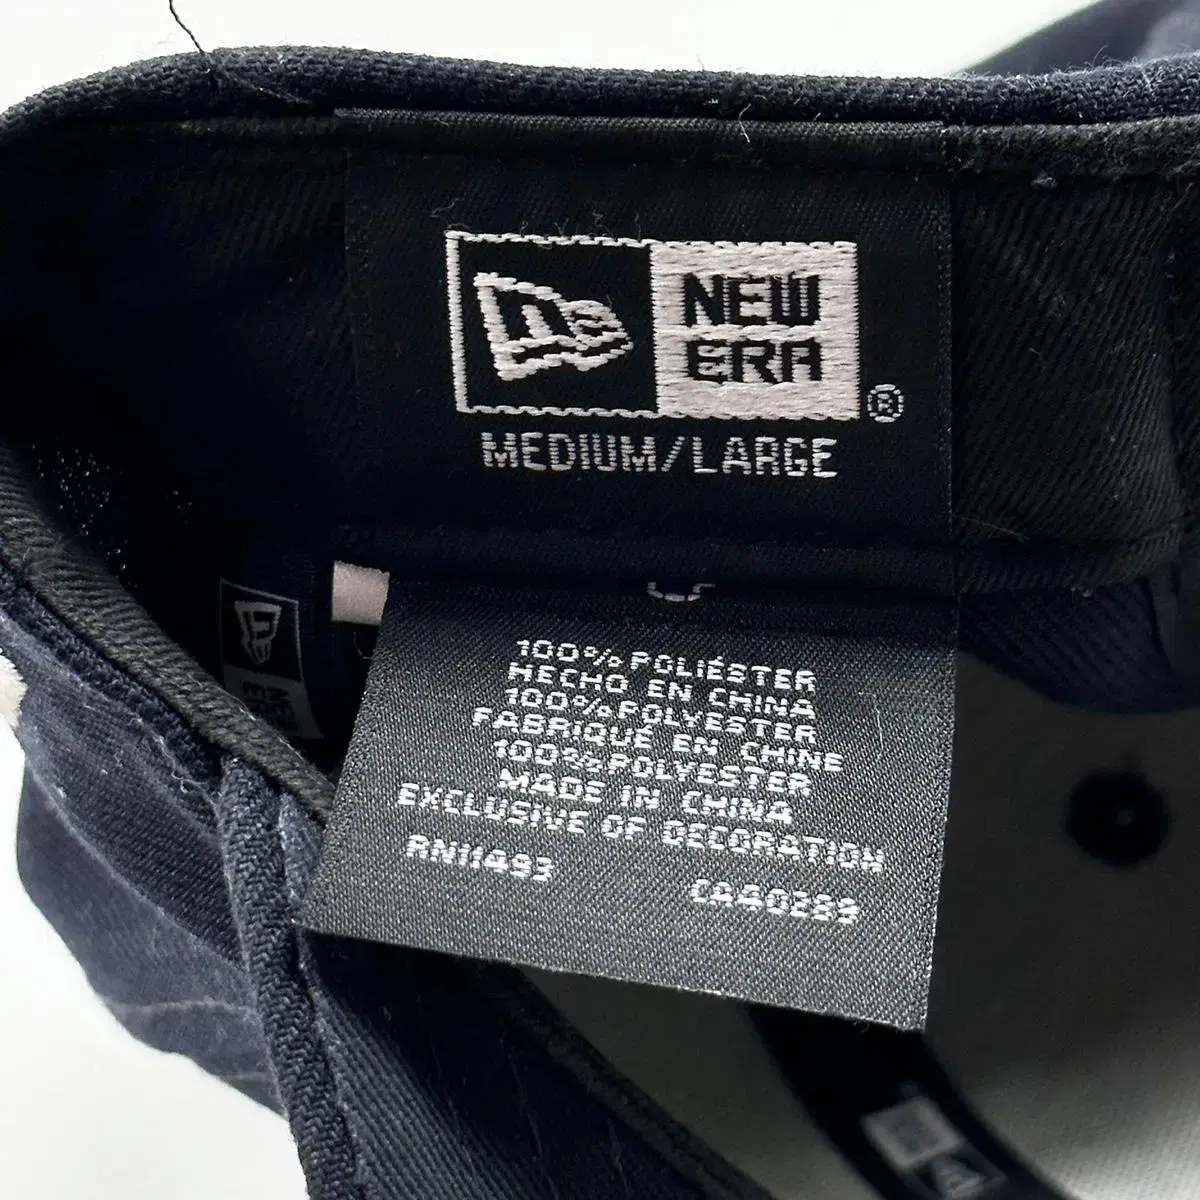 NEW
ERA
®
MEDIUM/LARGE
100% POLIÉSTER
HECHO EN CHINA
100% POLYESTER
FABRIQUÉ EN CHINE
100% POLYESTER
MADE IN CHINA
EXCLUSIVE OF DECORATION
RN11493
CA40299